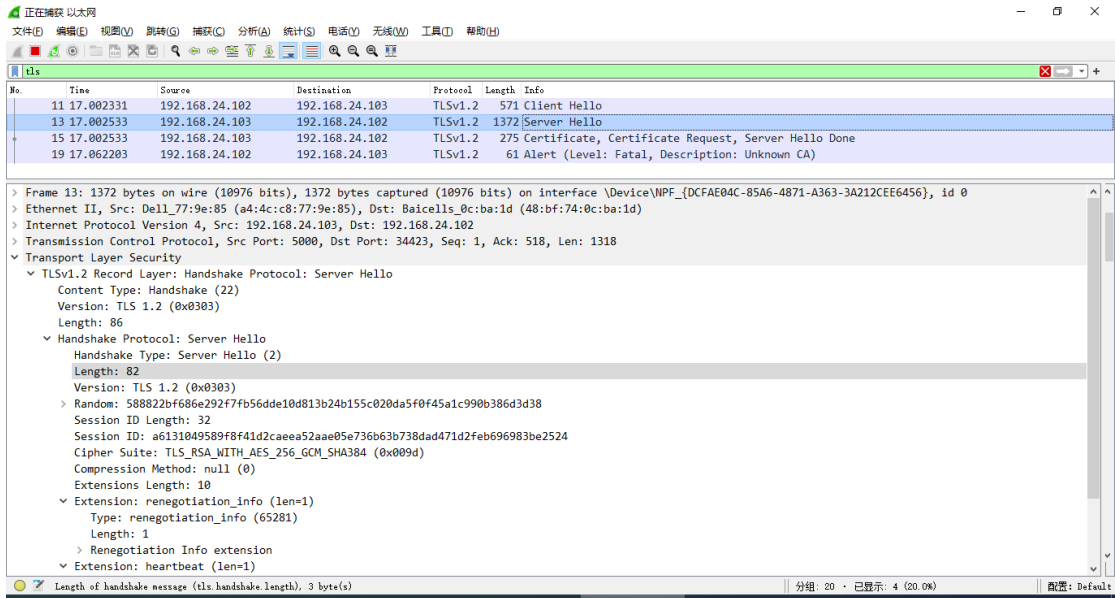 正在捕获 以太网
文件(F) 编辑(E) 视图(V) 跳转(G) 捕获(C) 分析(A) 统计(S) 电话(Y) 无线(W) 工具(T) 帮助(H)
tls
No. Time Source Destination Protocol Length Info
11 17.002331 192.168.24.102 192.168.24.103 TLSv1.2 571 Client Hello
13 17.002533 192.168.24.103 192.168.24.102 TLSv1.2 1372 Server Hello
15 17.002533 192.168.24.103 192.168.24.102 TLSv1.2 275 Certificate, Certificate Request, Server Hello Done
19 17.062203 192.168.24.102 192.168.24.103 TLSv1.2 61 Alert (Level: Fatal, Description: Unknown CA)
Frame 13: 1372 bytes on wire (10976 bits), 1372 bytes captured (10976 bits) on interface \Device\NPF_{DCFAE04C-85A6-4871-A363-3A212CEE6456}, id 0
Ethernet II, Src: Dell_77:9e:85 (a4:4c:c8:77:9e:85), Dst: Baicells_0c:ba:1d (48:bf:74:0c:ba:1d)
Internet Protocol Version 4, Src: 192.168.24.103, Dst: 192.168.24.102
Transmission Control Protocol, Src Port: 5000, Dst Port: 34423, Seq: 1, Ack: 518, Len: 1318
Transport Layer Security
TLSv1.2 Record Layer: Handshake Protocol: Server Hello
Content Type: Handshake (22)
Version: TLS 1.2 (0x0303)
Length: 86
Handshake Protocol: Server Hello
Handshake Type: Server Hello (2)
Length: 82
Version: TLS 1.2 (0x0303)
Random: 588822bf686e292f7fb56dde10d813b24b155c020da5f0f45a1c990b386d3d38
Session ID Length: 32
Session ID: a6131049589f8f41d2caeea52aae05e736b63b738dad471d2feb696983be2524
Cipher Suite: TLS_RSA_WITH_AES_256_GCM_SHA384 (0x009d)
Compression Method: null (0)
Extensions Length: 10
Extension: renegotiation_info (len=1)
Type: renegotiation_info (65281)
Length: 1
Renegotiation Info extension
Extension: heartbeat (len=1)
Length of handshake message (tls.handshake.length), 3 byte(s) 分组: 20 · 已显示: 4 (20.0%) 配置: Default